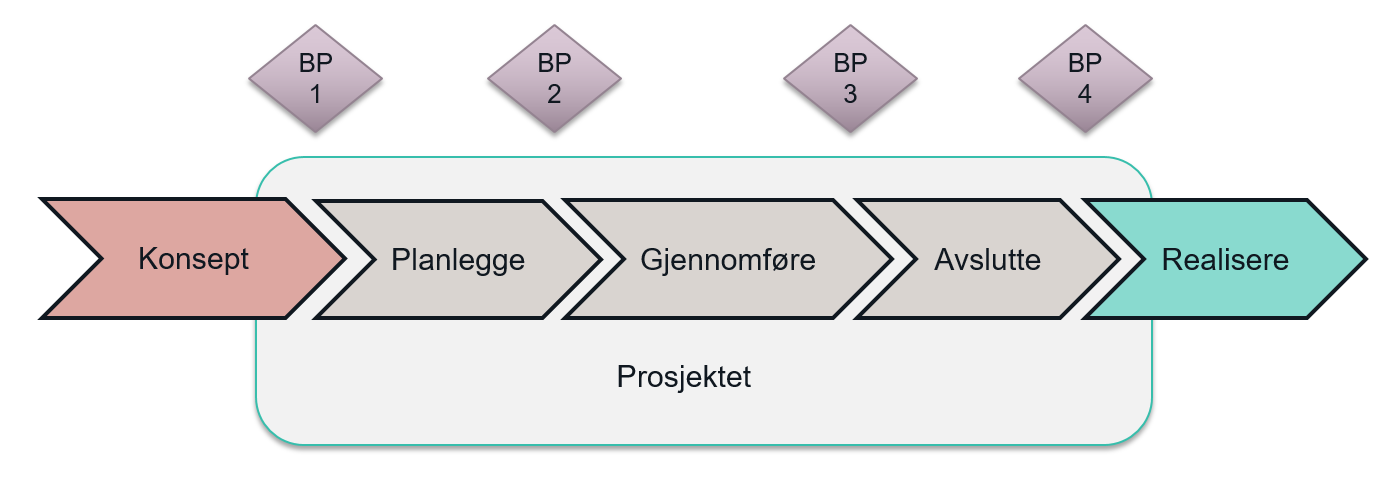 BP
1
BP
2
BP
3
BP
4
Konsept
Planlegge
Gjennomføre
Avslutte
Realisere
Prosjektet